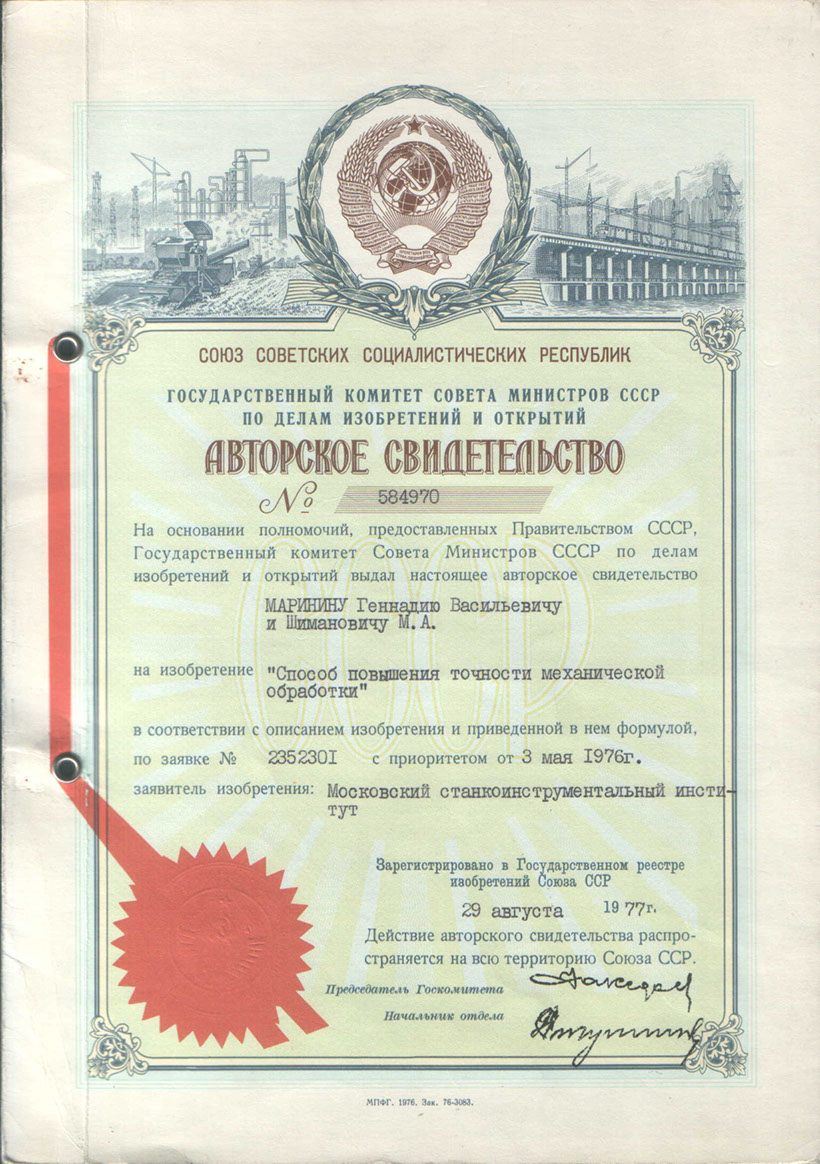 СОЮЗ СОВЕТСКИХ СОЦИАЛИСТИЧЕСКИХ РЕСПУБЛИК
ГОСУДАРСТВЕННЫЙ КОМИТЕТ СОВЕТА МИНИСТРОВ СССР
ПО ДЕЛАМ ИЗОБРЕТЕНИЙ И ОТКРЫТИЙ
АВТОРСКОЕ СВИДЕТЕЛЬСТВО
№ 584970
На основании полномочий, предоставленных Правительством СССР,
Государственный комитет Совета Министров СССР по делам
изобретений и открытий выдал настоящее авторское свидетельство
МАРИНИНУ Геннадию Васильевичу
и Шимановичу М.А.
на изобретение "Способ повышения точности механической
обработки"
в соответствии с описанием изобретения и приведенной в нем формулой,
по заявке № 2352301 с приоритетом от 3 мая 1976г.
заявитель изобретения: Московский станкоинструментальный инсти-
тут
Зарегистрировано в Государственном реестре
изобретений Союза ССР
29 августа 1977г.
Действие авторского свидетельства распро-
страняется на всю территорию Союза ССР.
Председатель Госкомитета
Начальник отдела
МПФГ. 1976. Зак. 76-3083.
СССР